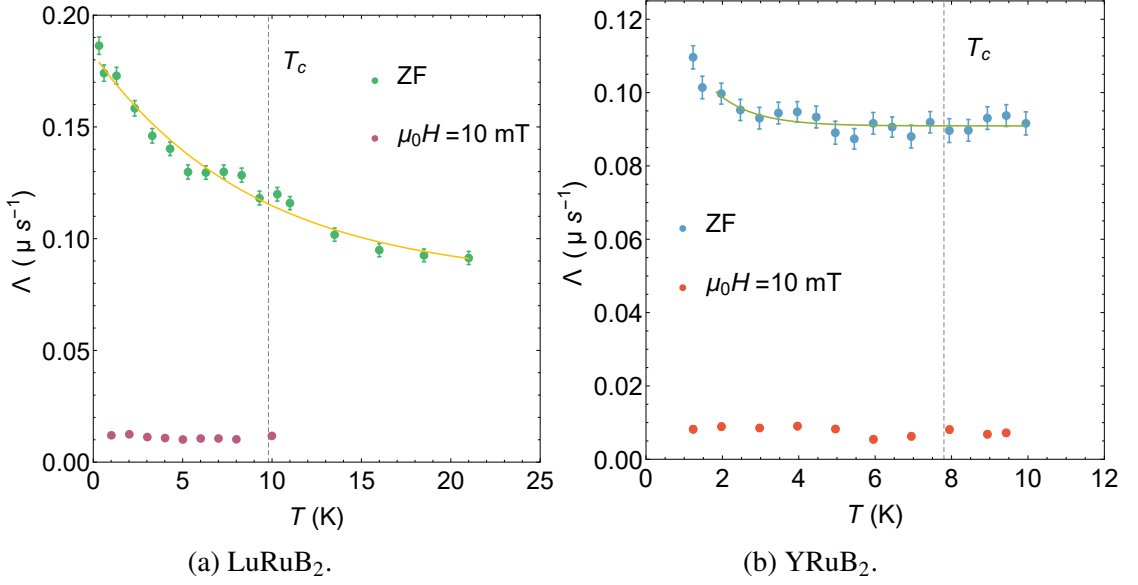 0.20
0.15
0.10
0.05
0.00
Λ ( μ s⁻¹)
T_c
ZF
μ₀H = 10 mT
0 5 10 15 20 25
T (K)
(a) LuRuB₂.
0.12
0.10
0.08
0.06
0.04
0.02
0.00
Λ ( μ s⁻¹)
T_c
ZF
μ₀H = 10 mT
0 2 4 6 8 10 12
T (K)
(b) YRuB₂.